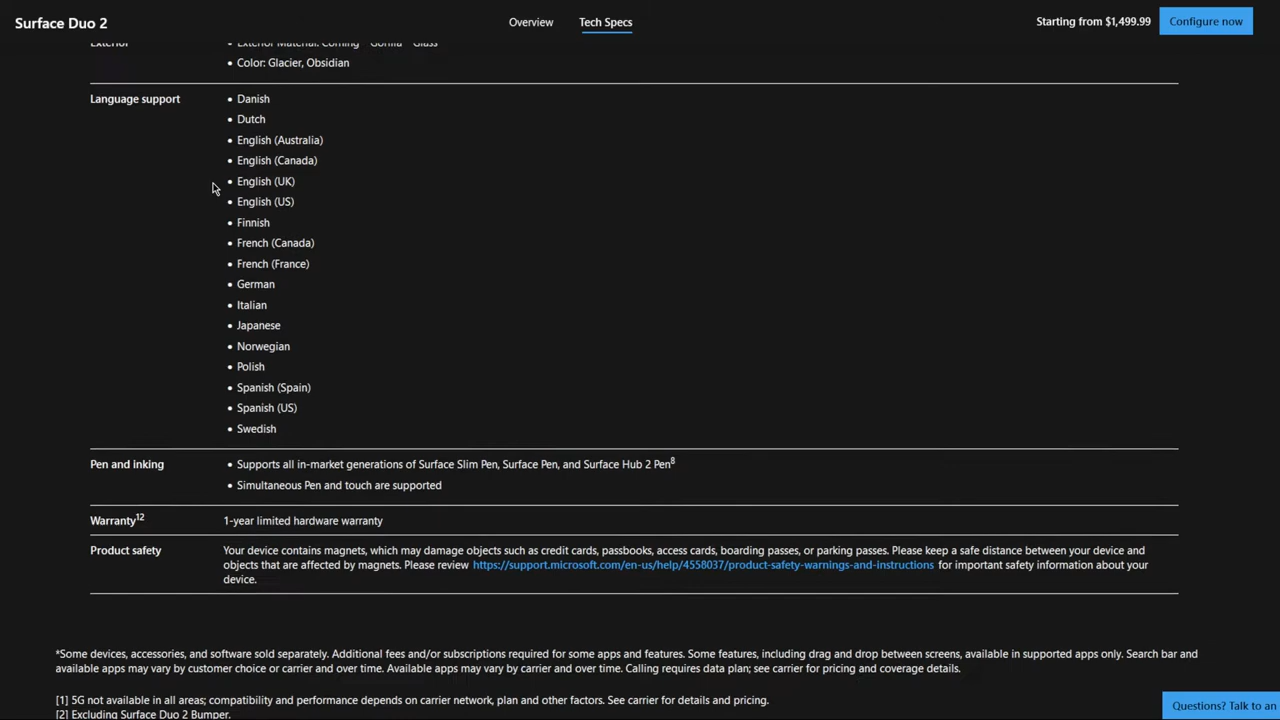 Surface Duo 2
Overview
Tech Specs
Starting from $1,499.99
Configure now
Exterior
• Exterior Material: Corning Gorilla Glass
• Color: Glacier, Obsidian
Language support
• Danish
• Dutch
• English (Australia)
• English (Canada)
• English (UK)
• English (US)
• Finnish
• French (Canada)
• French (France)
• German
• Italian
• Japanese
• Norwegian
• Polish
• Spanish (Spain)
• Spanish (US)
• Swedish
Pen and inking
• Supports all in-market generations of Surface Slim Pen, Surface Pen, and Surface Hub 2 Pen8
• Simultaneous Pen and touch are supported
Warranty12
1-year limited hardware warranty
Product safety
Your device contains magnets, which may damage objects such as credit cards, passbooks, access cards, boarding passes, or parking passes. Please keep a safe distance between your device and
objects that are affected by magnets. Please review https://support.microsoft.com/en-us/help/4558037/product-safety-warnings-and-instructions for important safety information about your
device.
*Some devices, accessories, and software sold separately. Additional fees and/or subscriptions required for some apps and features. Some features, including drag and drop between screens, available in supported apps only. Search bar and
available apps may vary by customer choice or carrier and over time. Available apps may vary by carrier and over time. Calling requires data plan; see carrier for pricing and coverage details.
[1] 5G not available in all areas; compatibility and performance depends on carrier network, plan and other factors. See carrier for details and pricing.
[2] Excluding Surface Duo 2 Bumper.
Questions? Talk to an